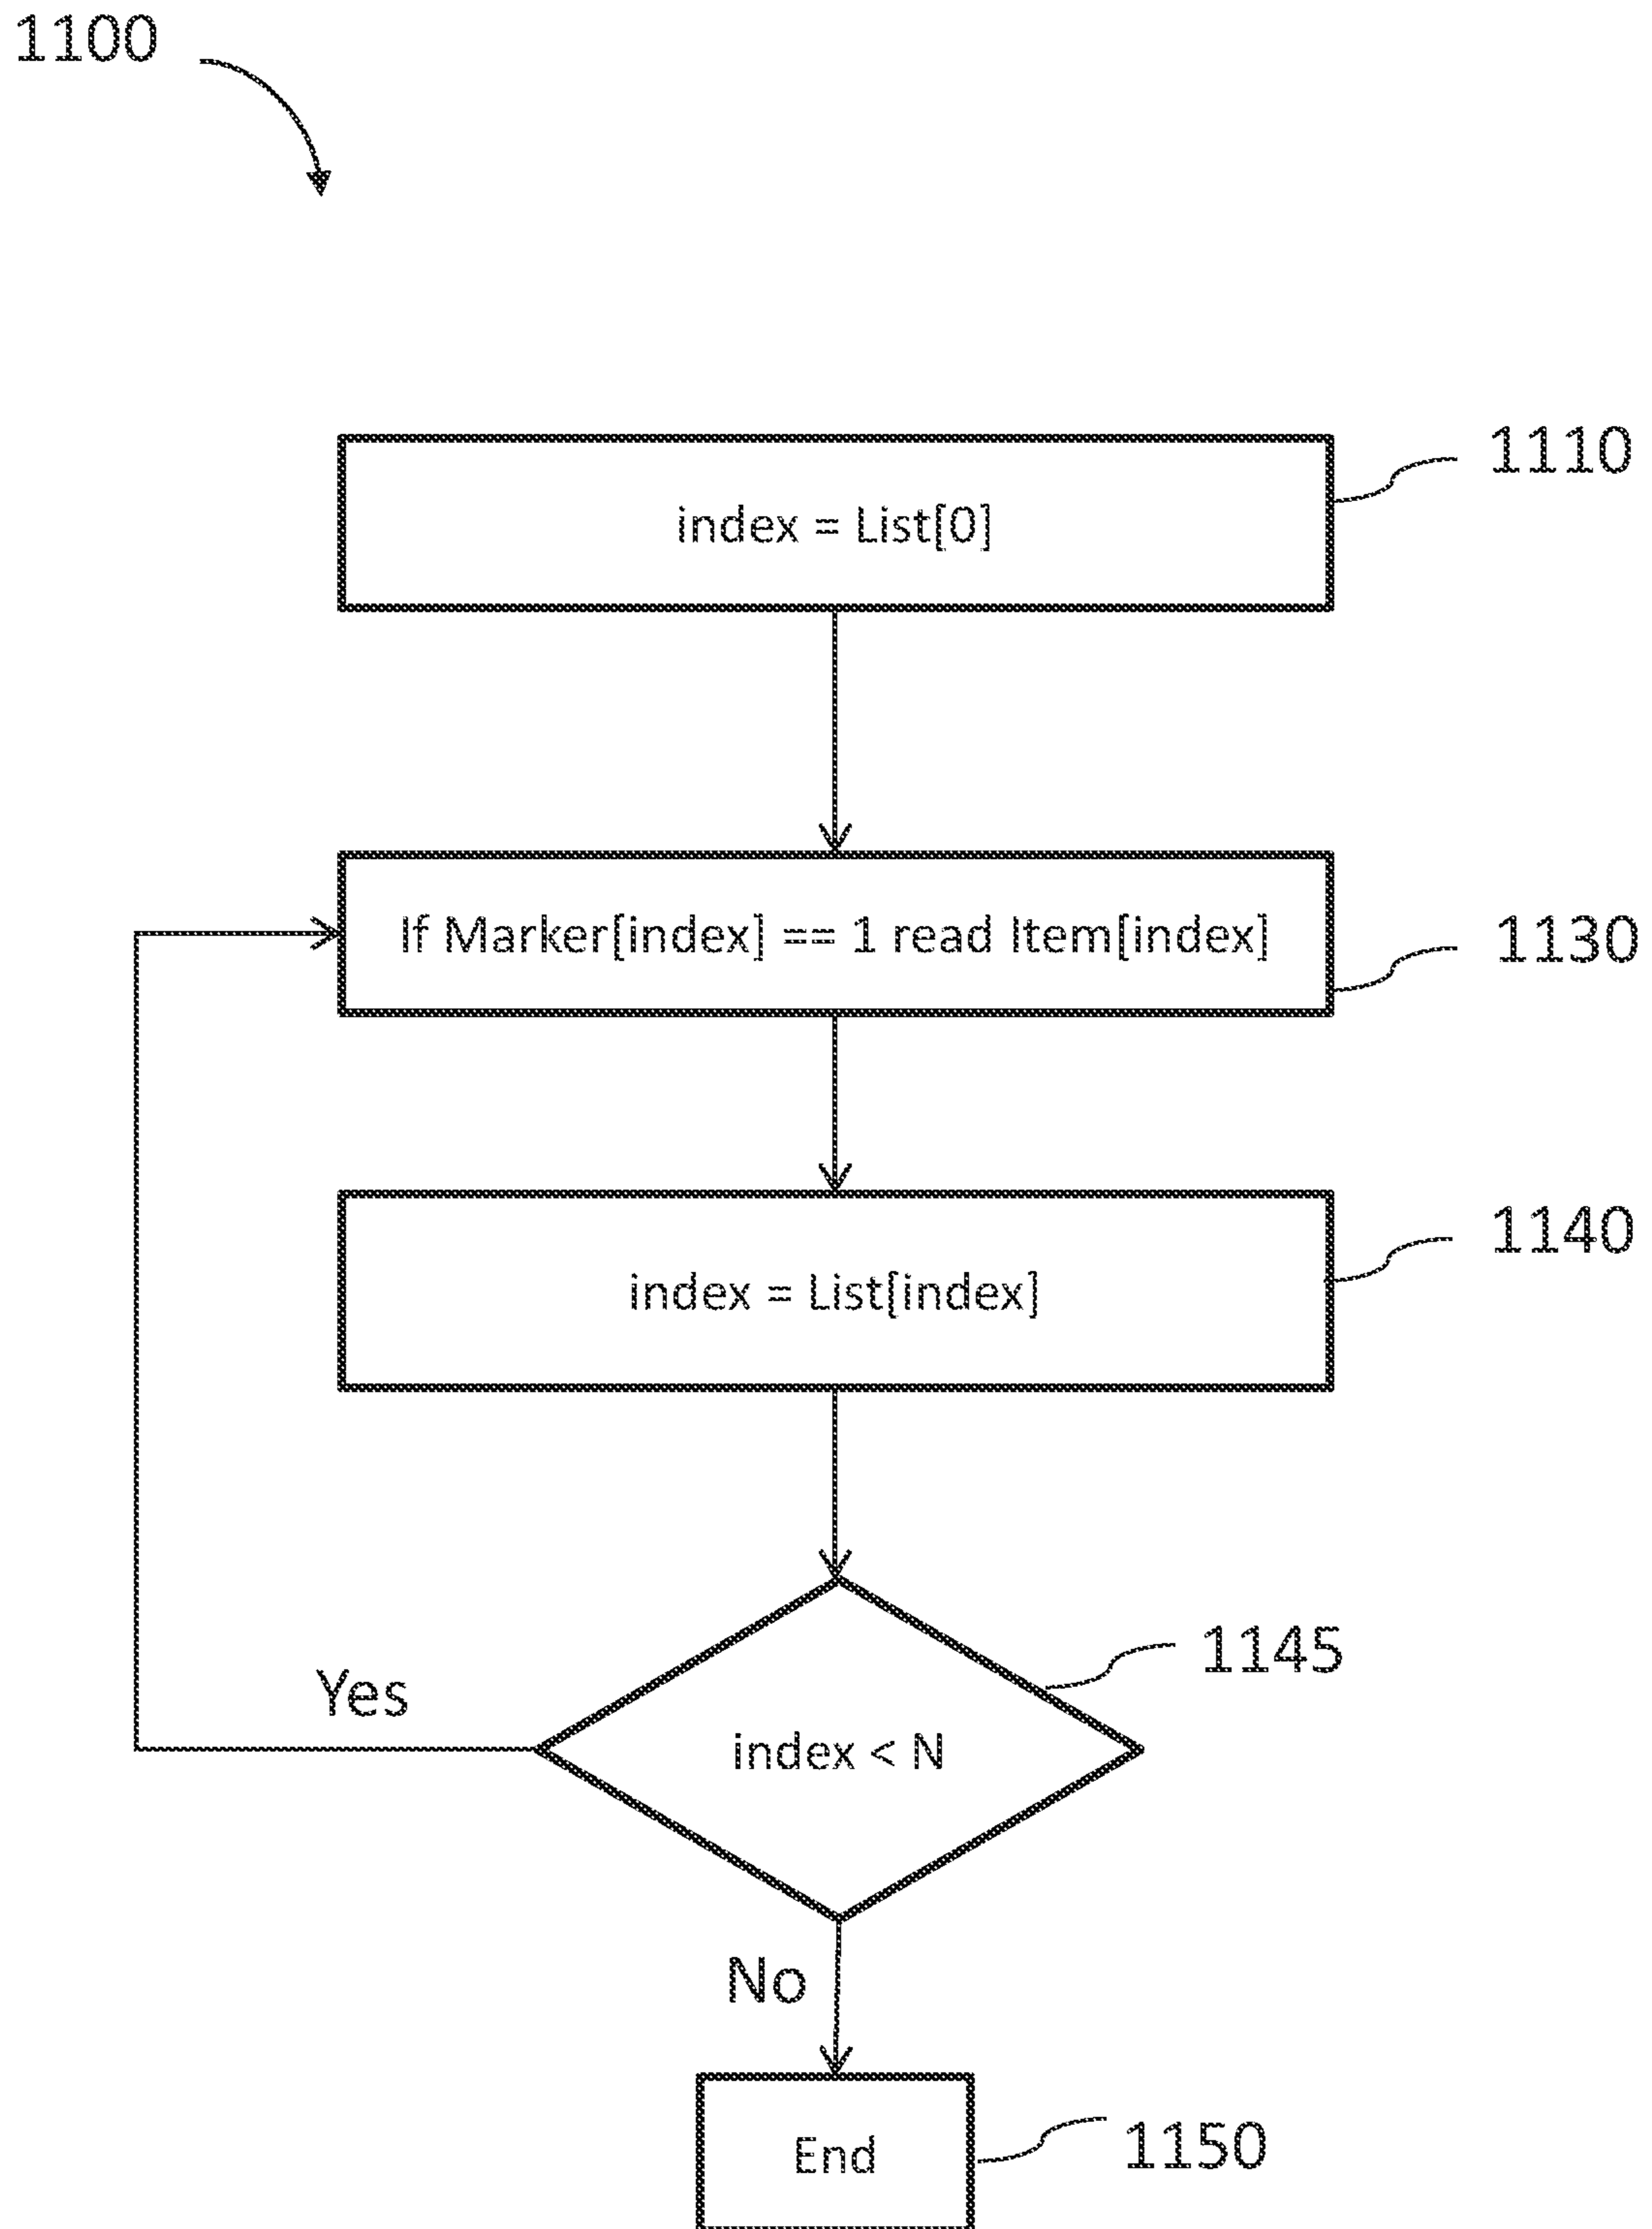 1100
index = List[0]
1110
If Marker[index] == 1 read Item[index]
1130
index = List[index]
1140
1145
Yes
index < N
No
End
1150